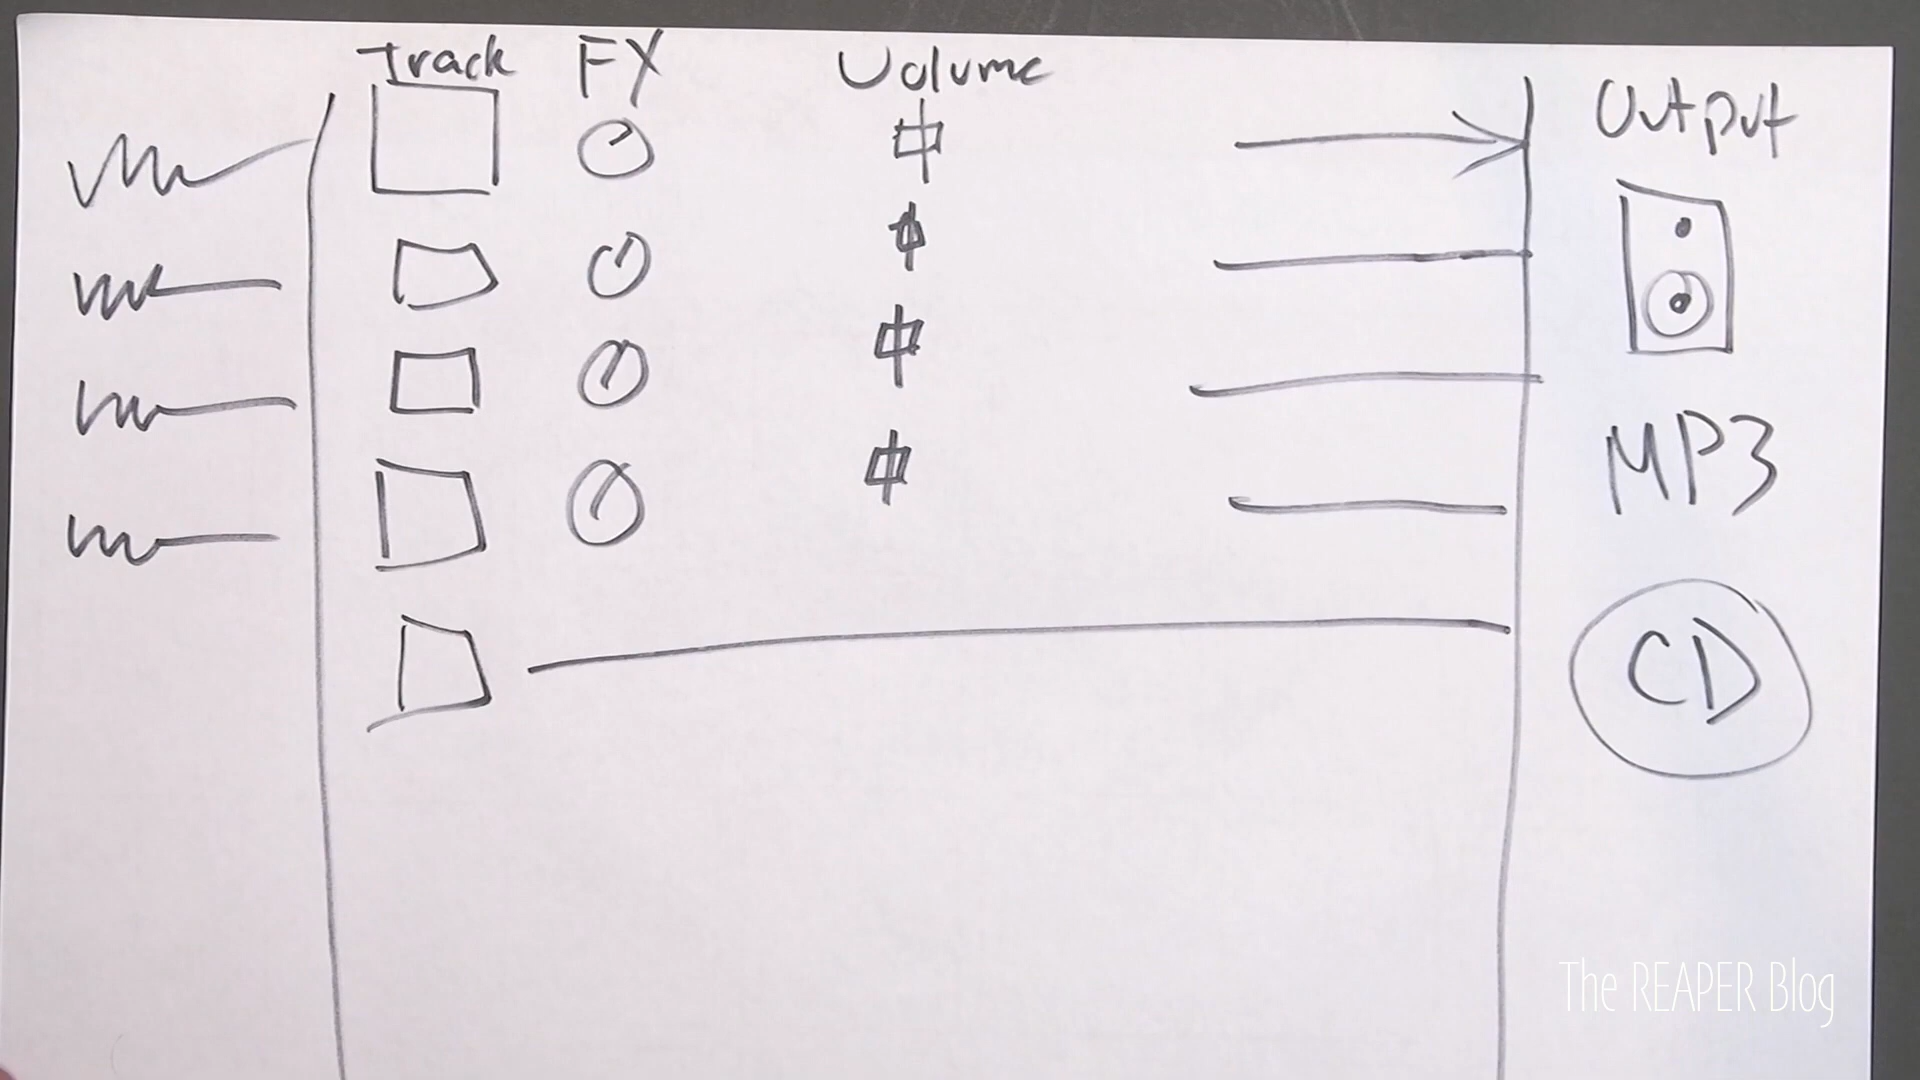 Track FX Volume
Output
MP3
CD
The REAPER Blog